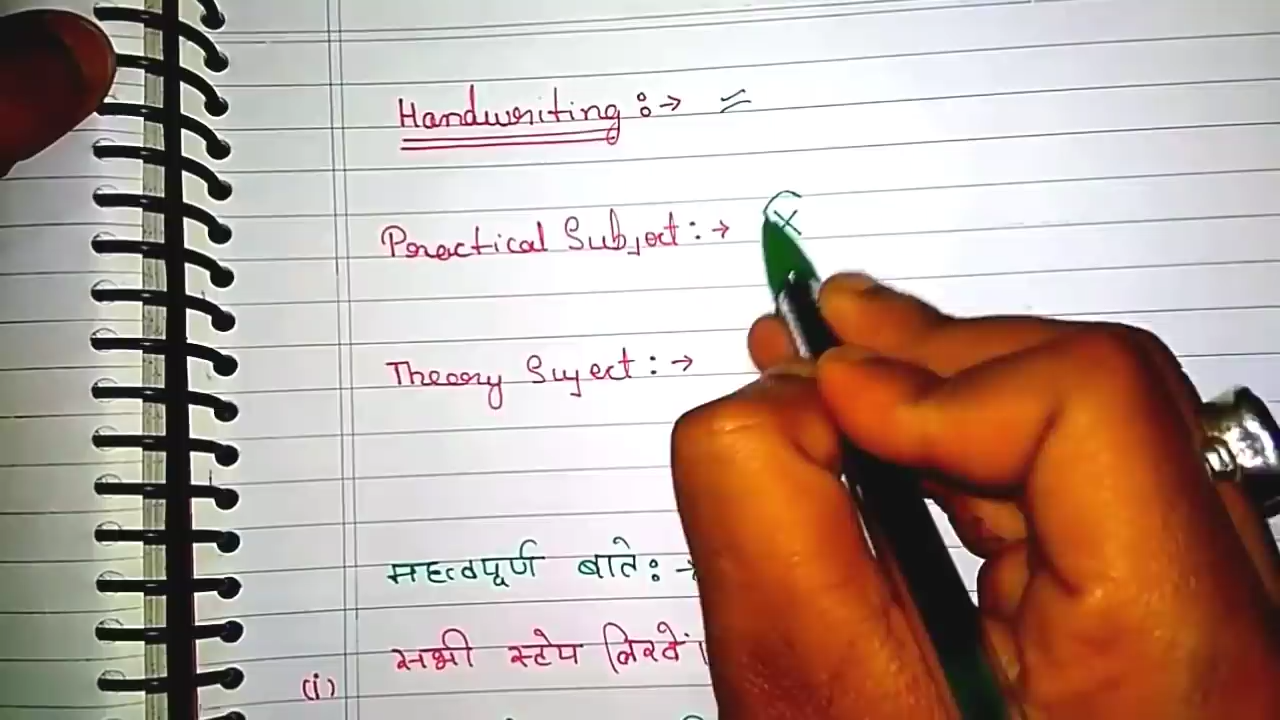 Handwriting :→
Practical Subject :→ x
Theory Suject :→
महत्वपूर्ण बाते : →
सभी स्टेप लिखें।
(i)